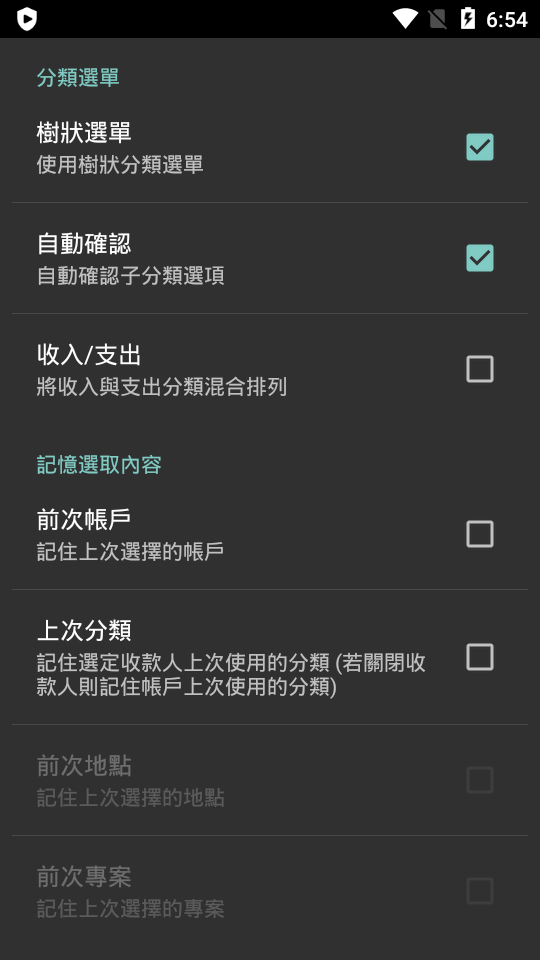 6:54
分類選單
樹狀選單
使用樹狀分類選單
自動確認
自動確認子分類選項
收入/支出
將收入與支出分類混合排列
記憶選取內容
前次帳戶
記住上次選擇的帳戶
上次分類
記住選定收款人上次使用的分類 (若關閉收
款人則記住帳戶上次使用的分類)
前次地點
記住上次選擇的地點
前次專案
記住上次選擇的專案